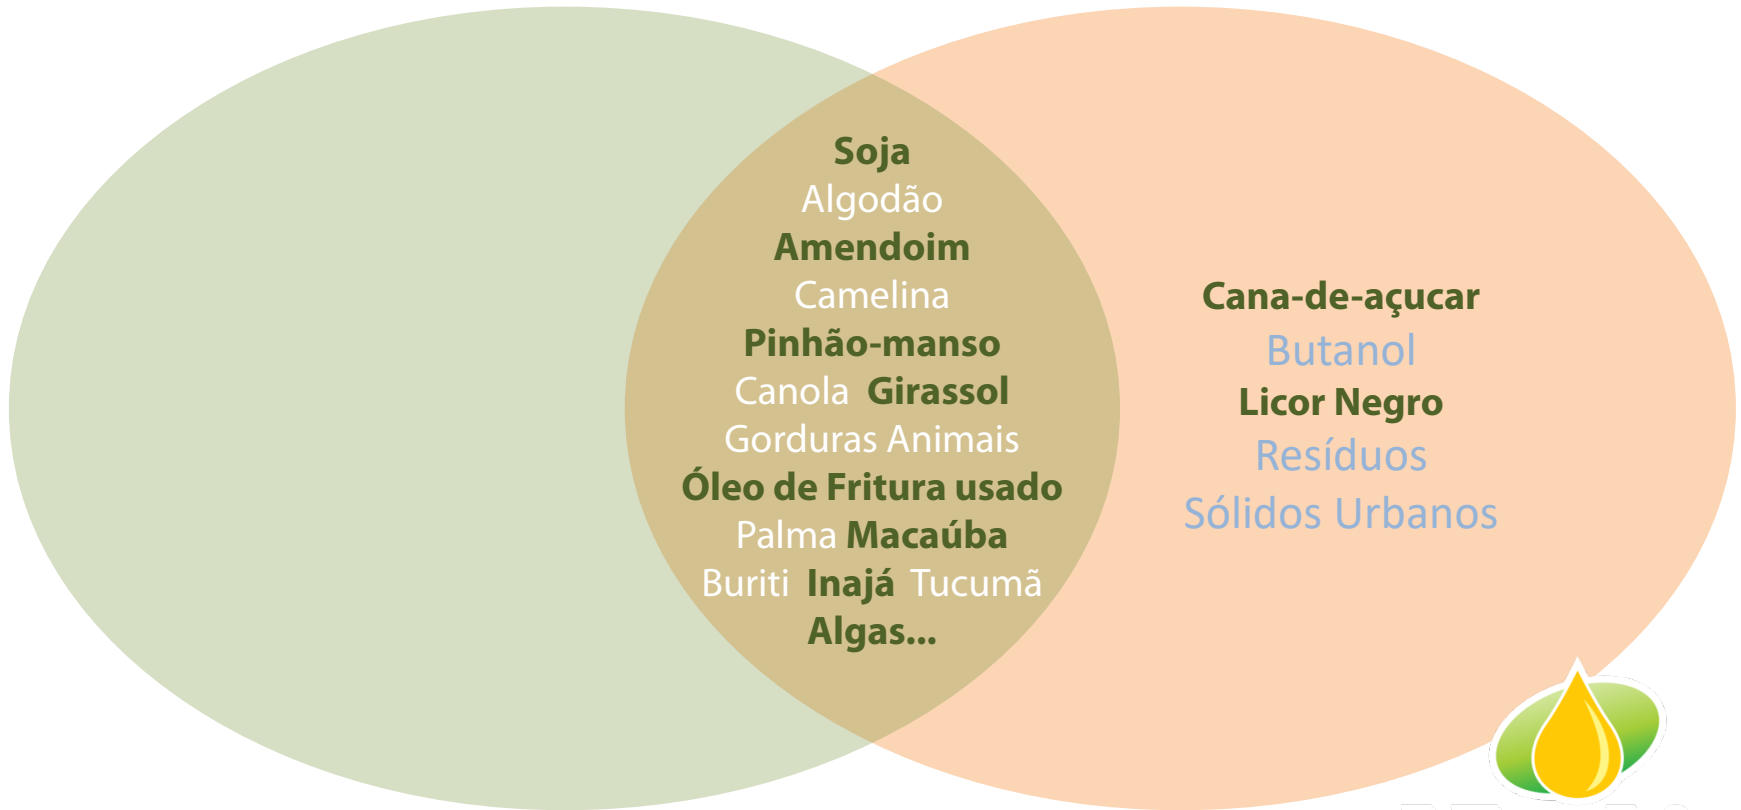 Soja
Algodão
Amendoim
Camelina
Pinhão-manso
Canola Girassol
Gorduras Animais
Óleo de Fritura usado
Palma Macaúba
Buriti Inajá Tucumã
Algas...
Cana-de-açucar
Butanol
Licor Negro
Resíduos
Sólidos Urbanos